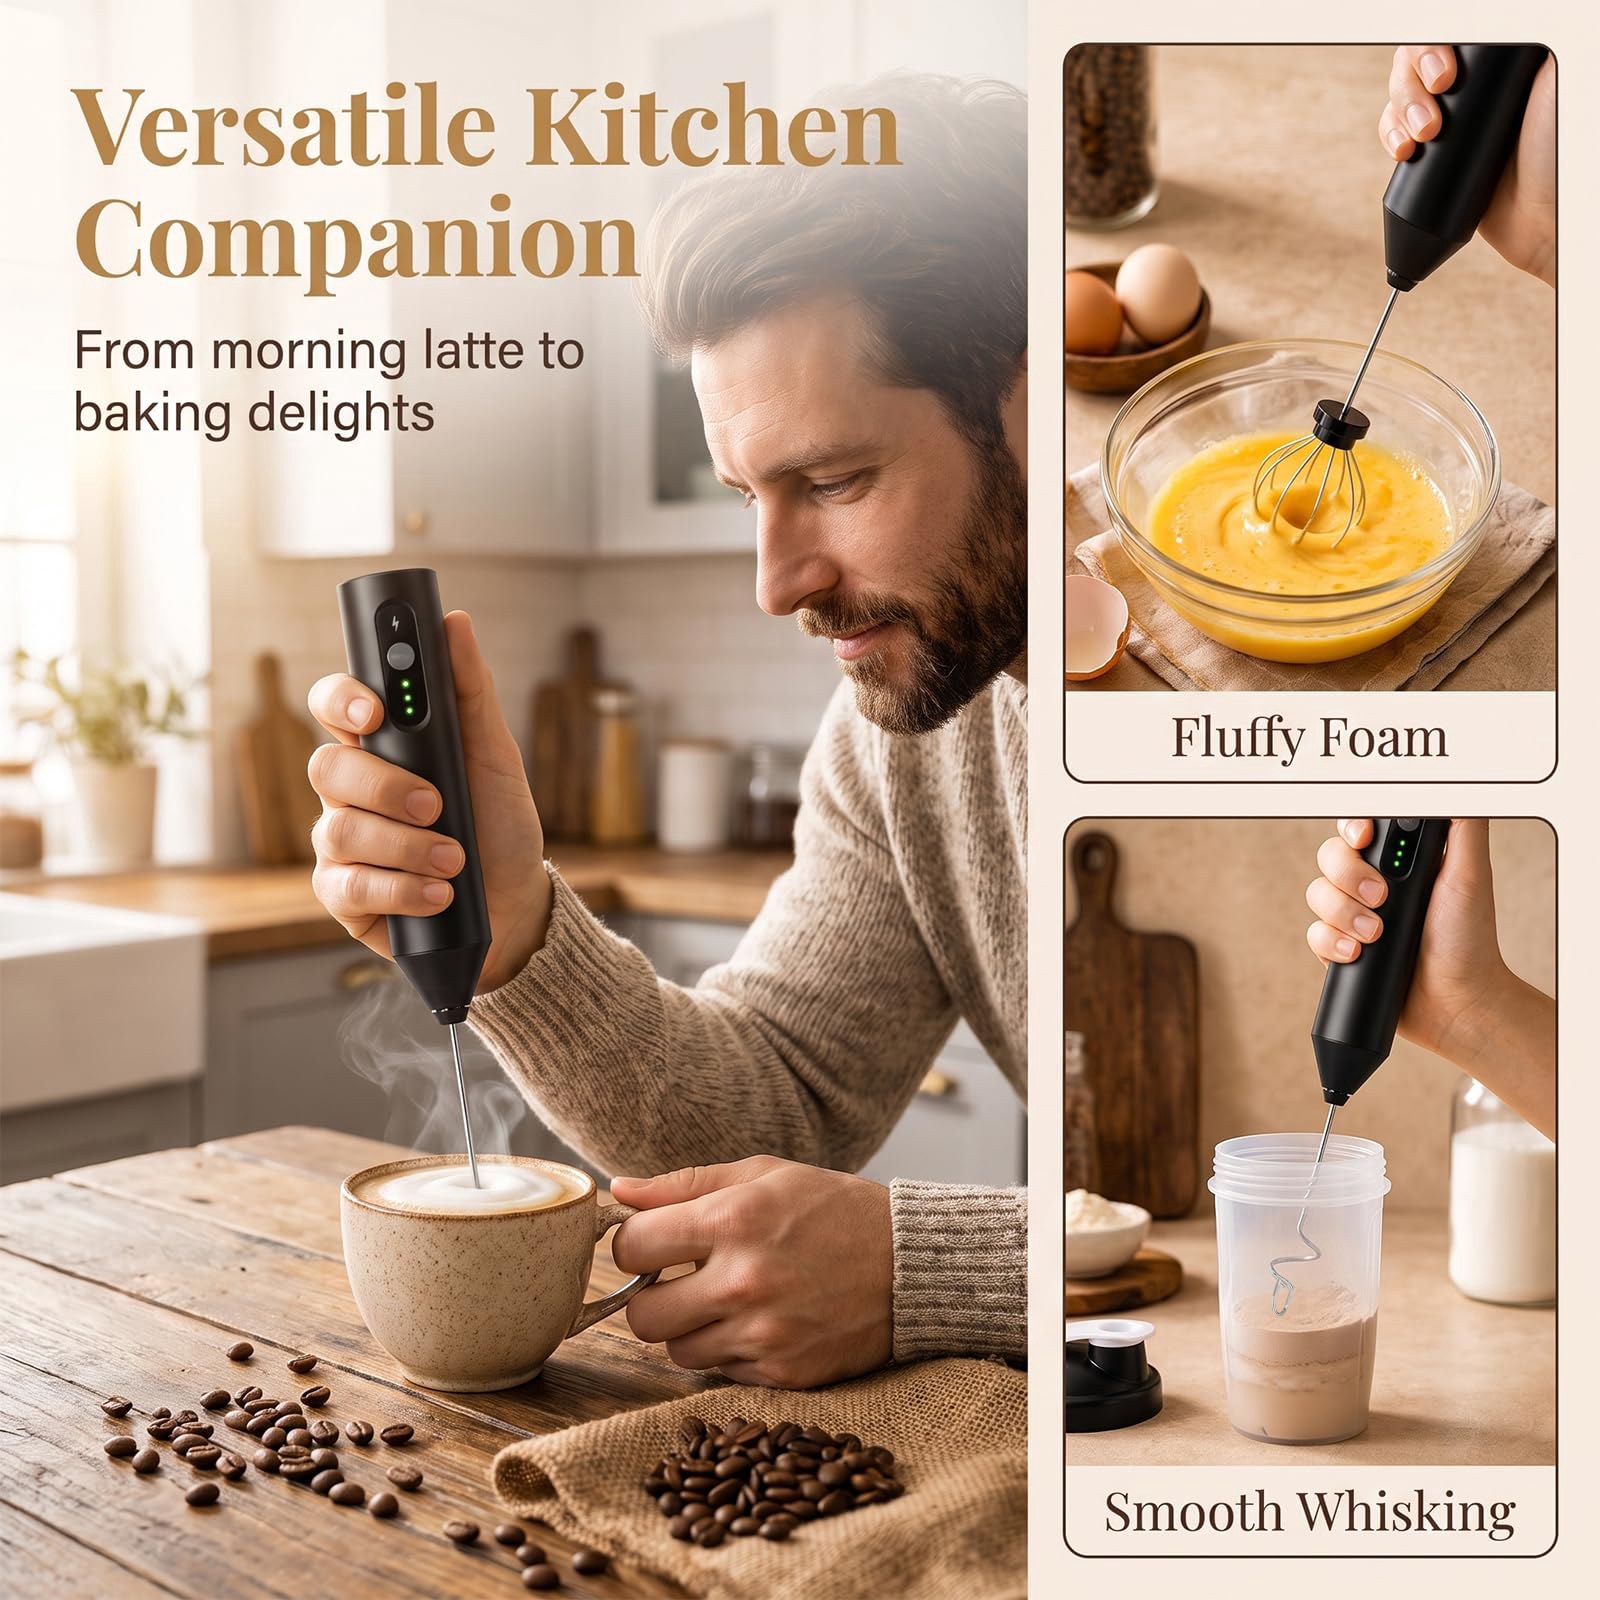 Versatile Kitchen
Companion
From morning latte to
baking delights
Fluffy Foam
Smooth Whisking